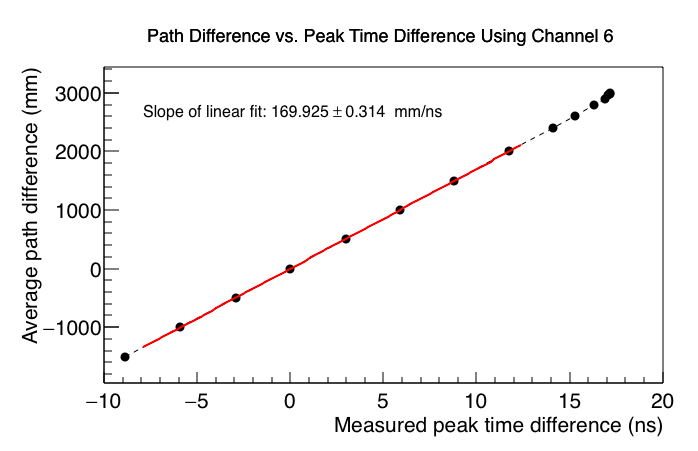 Path Difference vs. Peak Time Difference Using Channel 6
Average path difference (mm)
Slope of linear fit: 169.925 ± 0.314 mm/ns
3000
2000
1000
0
−1000
−10 −5 0 5 10 15 20
Measured peak time difference (ns)